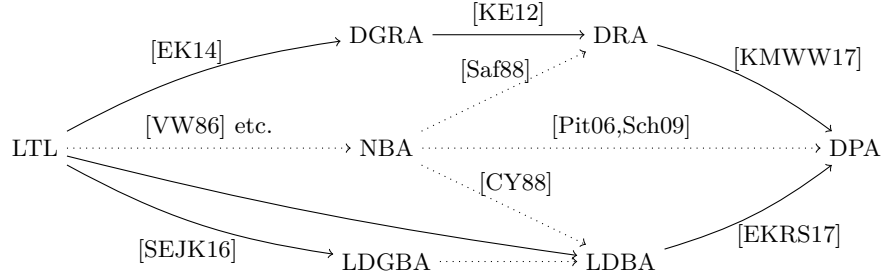 [KE12]
DGRA DRA
[EK14] [KMWW17]
[Saf88]
[VW86] etc. [Pit06,Sch09]
LTL NBA DPA
[CY88]
[SEJK16] [EKRS17]
LDGBA LDBA